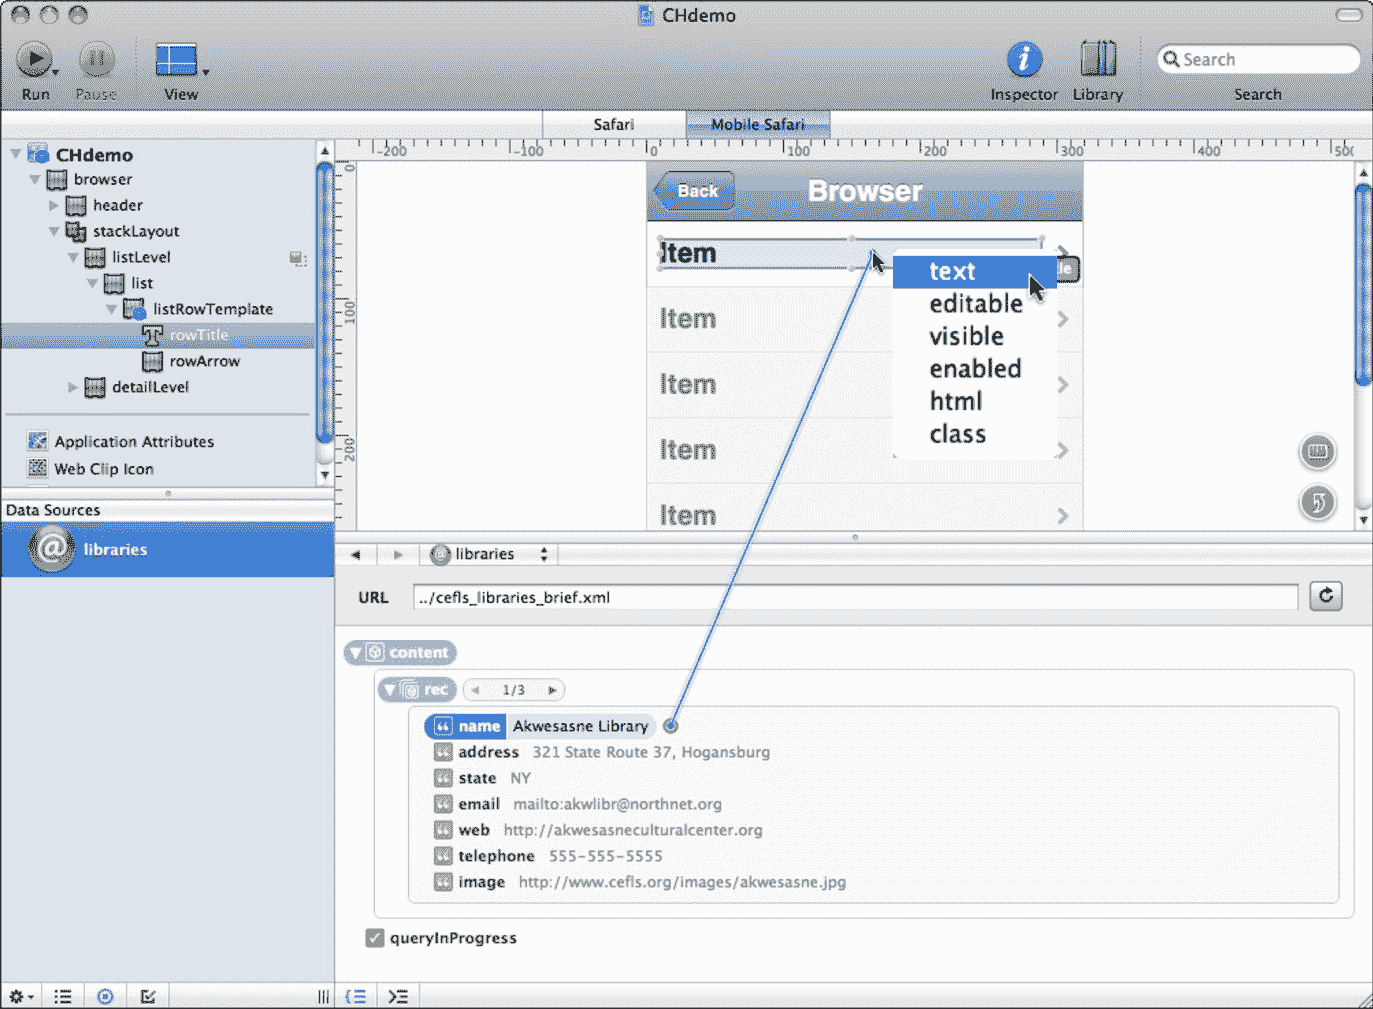 CHdemo
Run
Pause
View
Inspector
Library
Search
Search
Safari
Mobile Safari
CHdemo
browser
header
stackLayout
listLevel
list
listRowTemplate
rowTitle
rowArrow
detailLevel
Application Attributes
Web Clip Icon
Data Sources
libraries
-200
-100
0
100
200
300
400
0
100
200
Back
Browser
Item
text
editable
visible
enabled
html
class
Item
Item
Item
Item
libraries
URL ../cefls_libraries_brief.xml
content
rec 1/3
name Akwesasne Library
address 321 State Route 37, Hogansburg
state NY
email mailto:akwlibr@northnet.org
web http://akwesasneculturalcenter.org
telephone 555-555-5555
image http://www.cefls.org/images/akwesasne.jpg
queryInProgress